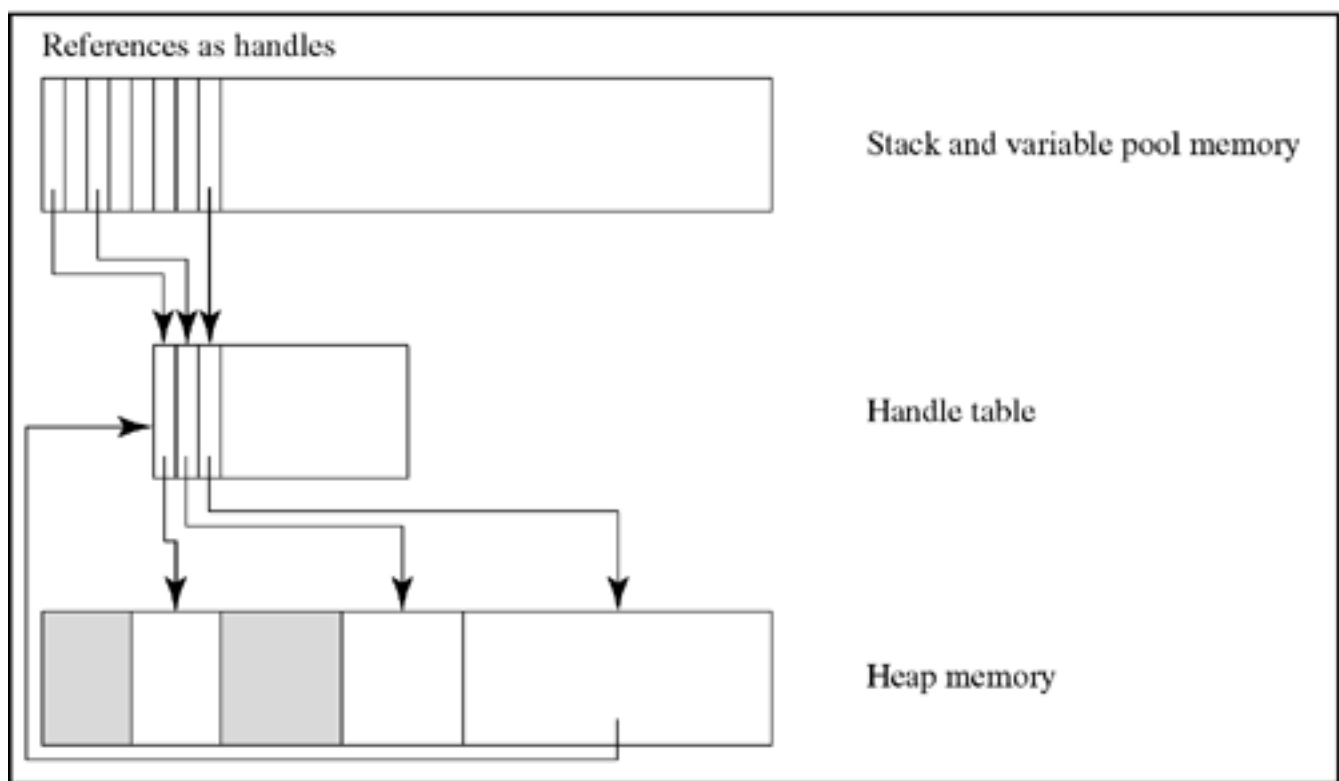 References as handles
Stack and variable pool memory
Handle table
Heap memory